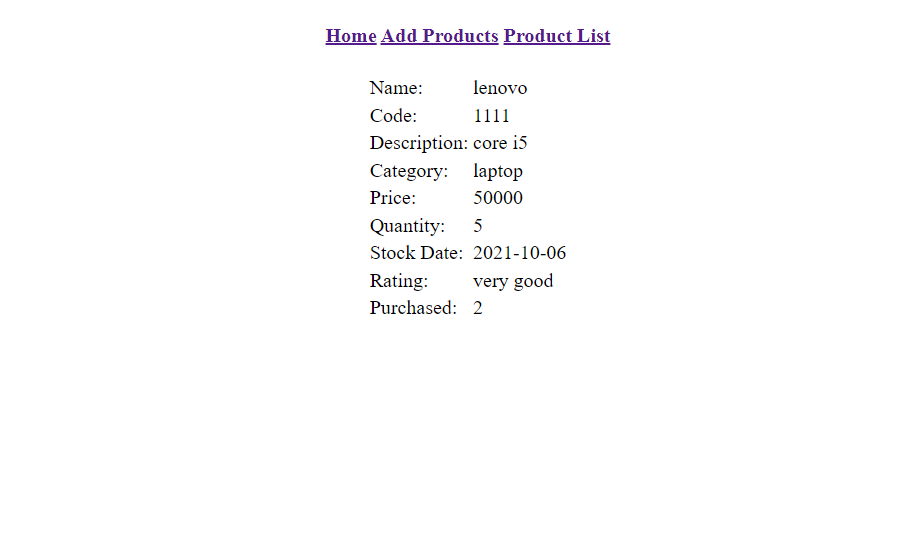 Home Add Products Product List
Name: lenovo
Code: 1111
Description: core i5
Category: laptop
Price: 50000
Quantity: 5
Stock Date: 2021-10-06
Rating: very good
Purchased: 2